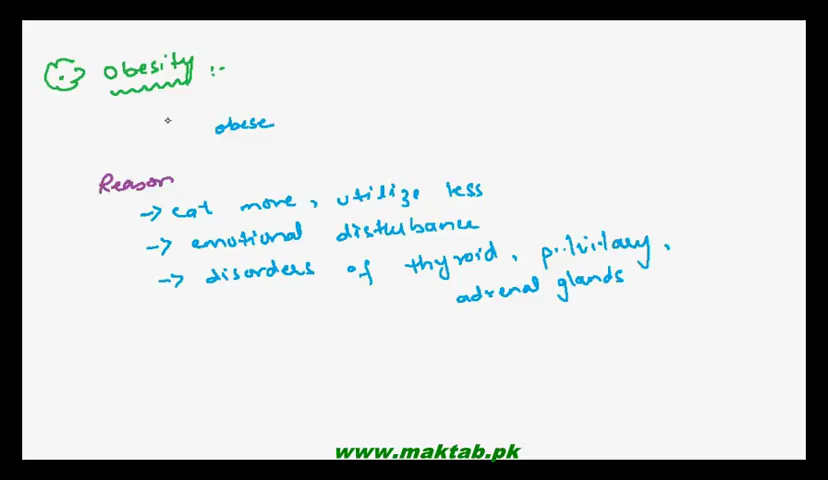 Obesity :-
obese
Reason
→ eat more, utilize less
→ emotional disturbance
→ disorders of thyroid, pituitary,
adrenal glands
www.maktab.pk